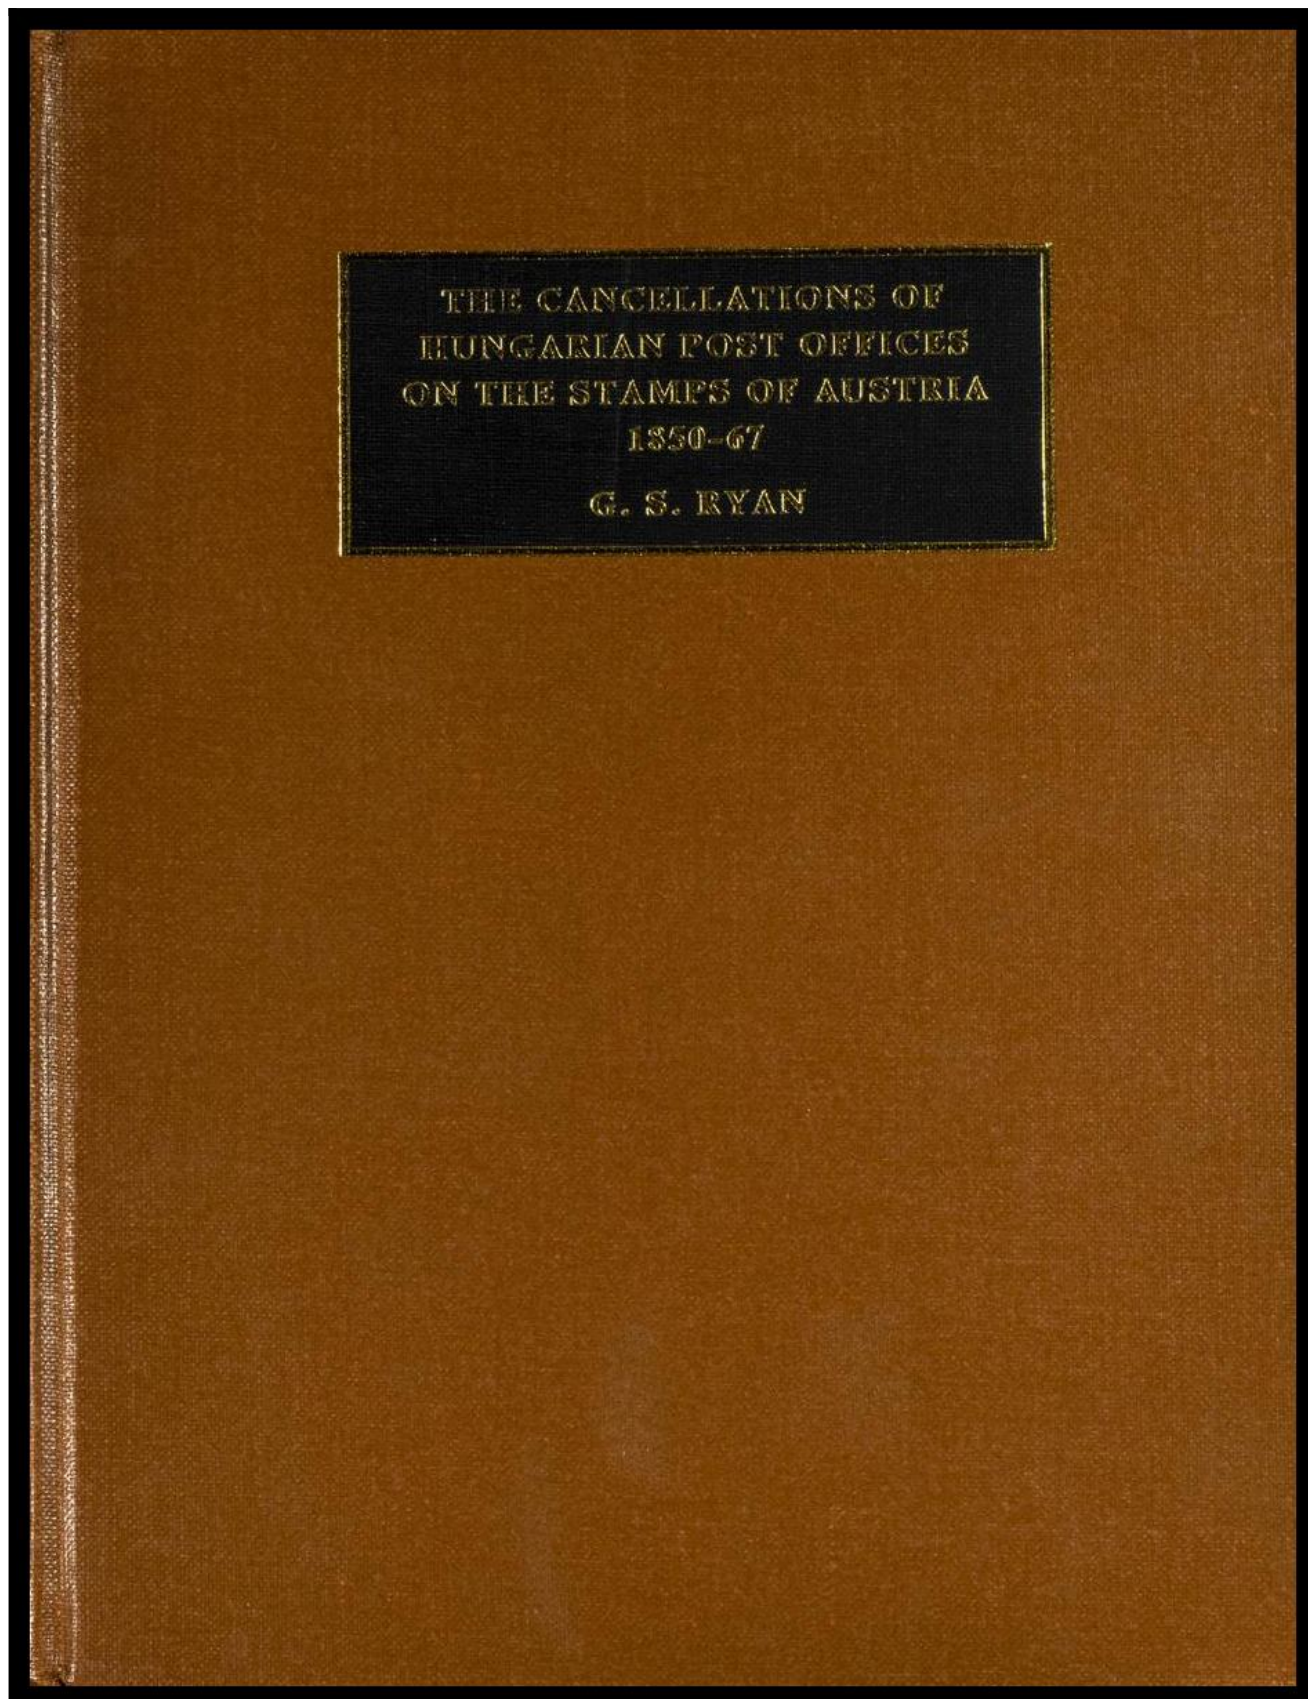 THE CANCELLATIONS OF
HUNGARIAN POST OFFICES
ON THE STAMPS OF AUSTRIA
1850-67
G. S. RYAN